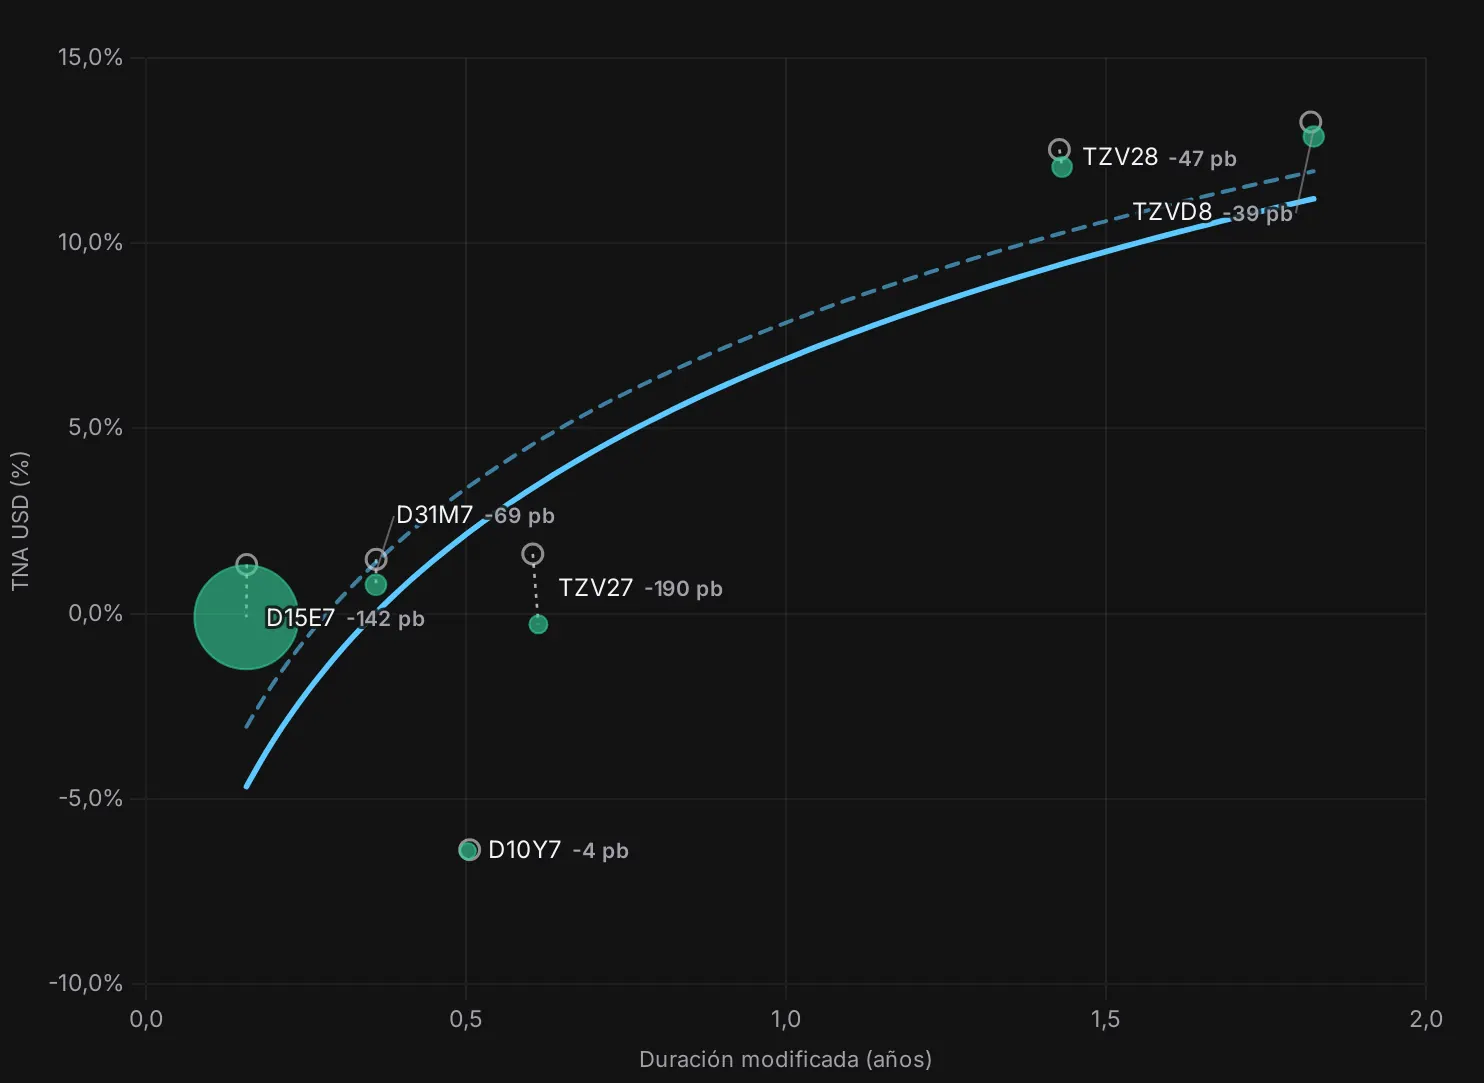 15,0%
10,0%
5,0%
0,0%
-5,0%
-10,0%
TNA USD (%)
TZV28 -47 pb
TZVD8 -39 pb
D31M7 -69 pb
TZV27 -190 pb
D15E7 -142 pb
D10Y7 -4 pb
0,0
0,5
1,0
1,5
2,0
Duración modificada (años)